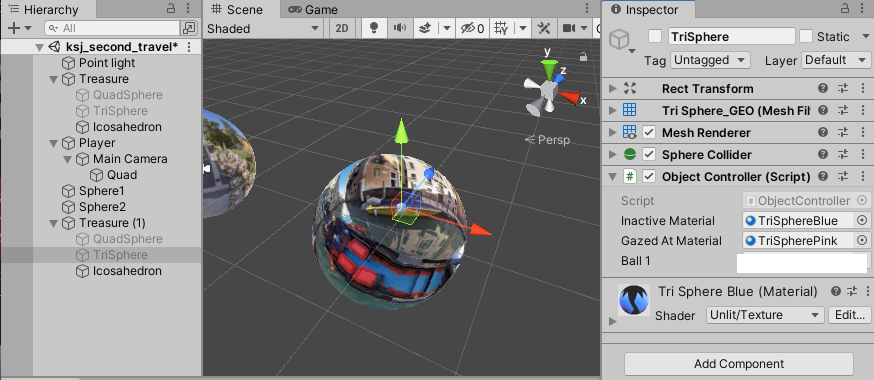 Hierarchy
All
ksj_second_travel*
Point light
Treasure
QuadSphere
TriSphere
Icosahedron
Player
Main Camera
Quad
Sphere1
Sphere2
Treasure (1)
QuadSphere
TriSphere
Icosahedron
Scene
Game
Shaded
2D
0
y
z
x
Persp
Inspector
TriSphere
Static
Tag
Untagged
Layer
Default
Rect Transform
Tri Sphere_GEO (Mesh Fil
Mesh Renderer
Sphere Collider
#
Object Controller (Script)
Script
# ObjectController
Inactive Material
TriSphereBlue
Gazed At Material
TriSpherePink
Ball 1
Tri Sphere Blue (Material)
Shader
Unlit/Texture
Edit...
Add Component